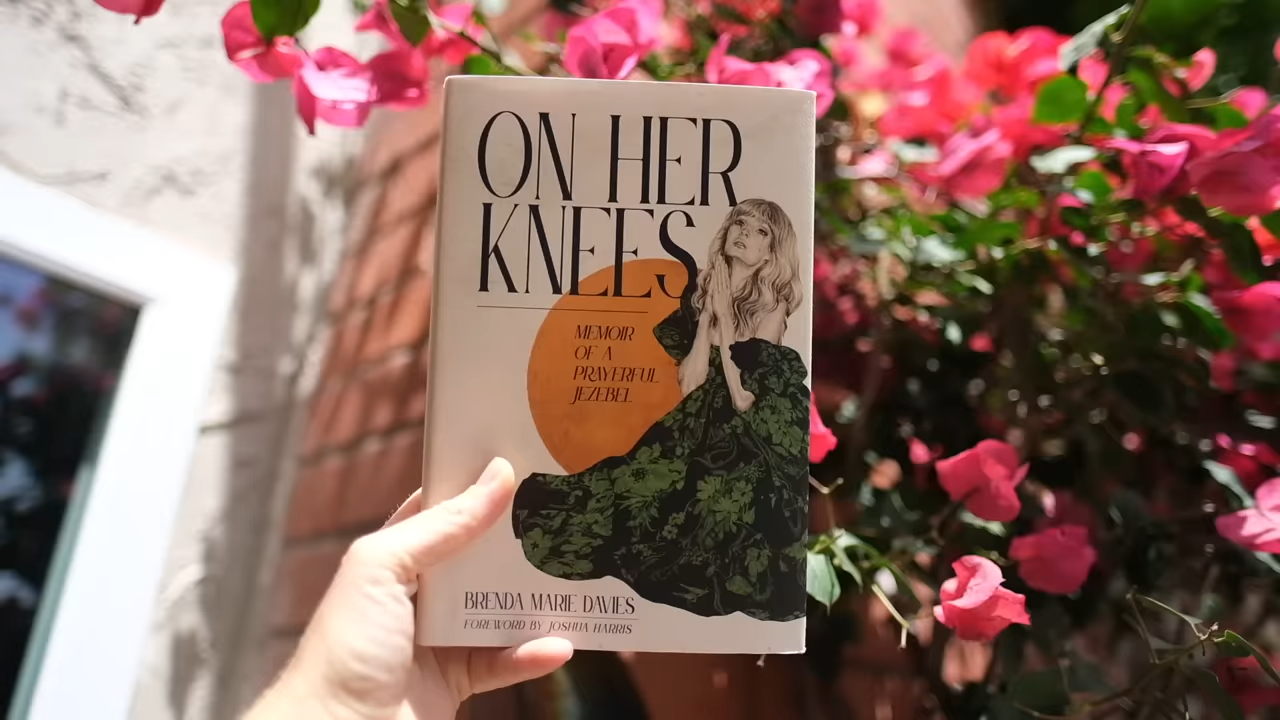 ON HER
KNEES
MEMOIR
OF A
PRAYERFUL
JEZEBEL
BRENDA MARIE DAVIES
FOREWORD BY JOSHUA HARRIS